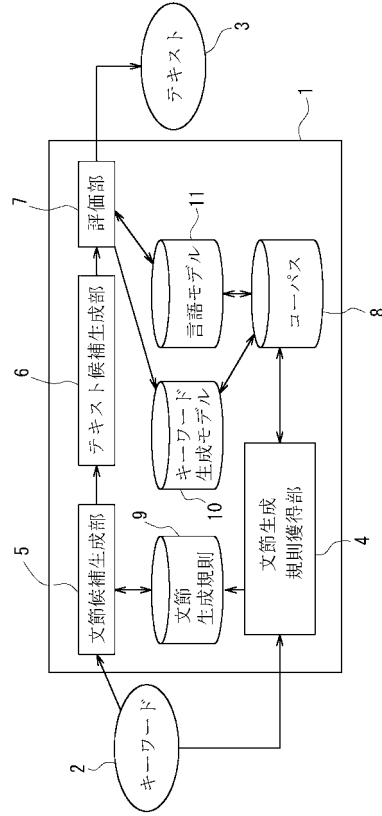 キーワード
2
文節候補生成部
5
テキスト候補生成部
6
評価部
7
テキスト
3
文節
生成規則
9
キーワード
生成モデル
10
言語モデル
11
文節生成
規則獲得部
4
コーパス
8
1